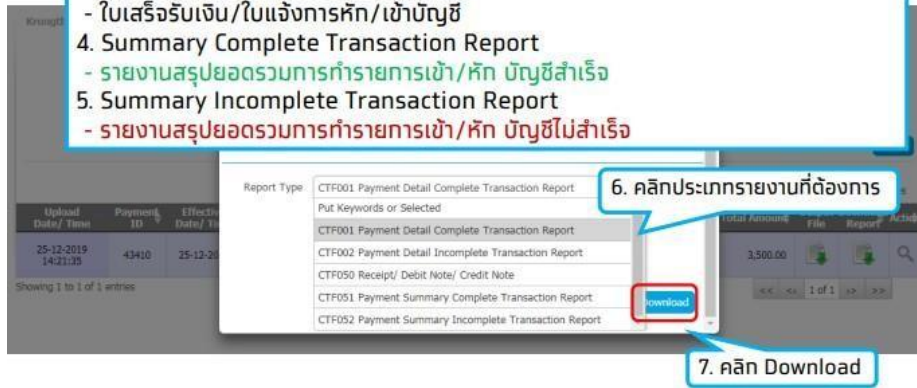 - ใบเสร็จรับเงิน/ใบแจ้งการหัก/เข้าบัญชี
4. Summary Complete Transaction Report
- รายงานสรุปยอดรวมการทำรายการเข้า/หัก บัญชีสำเร็จ
5. Summary Incomplete Transaction Report
- รายงานสรุปยอดรวมการทำรายการเข้า/หัก บัญชีไม่สำเร็จ
Report Type
CTF001 Payment Detail Complete Transaction Report
6. คลิกประเภทรายงานที่ต้องการ
Put Keywords or Selected
CTF001 Payment Detail Complete Transaction Report
CTF002 Payment Detail Incomplete Transaction Report
CTF050 Receipt/ Debit Note/ Credit Note
CTF051 Payment Summary Complete Transaction Report
CTF052 Payment Summary Incomplete Transaction Report
Download
7. คลิก Download
Upload Date/ Time
Payment ID
Total Amount
File
Report
25-12-2019 14:21:35
43410
25-12-20
3,500.00
Showing 1 to 1 of 1 entries
<< <
1 of 1
> >>